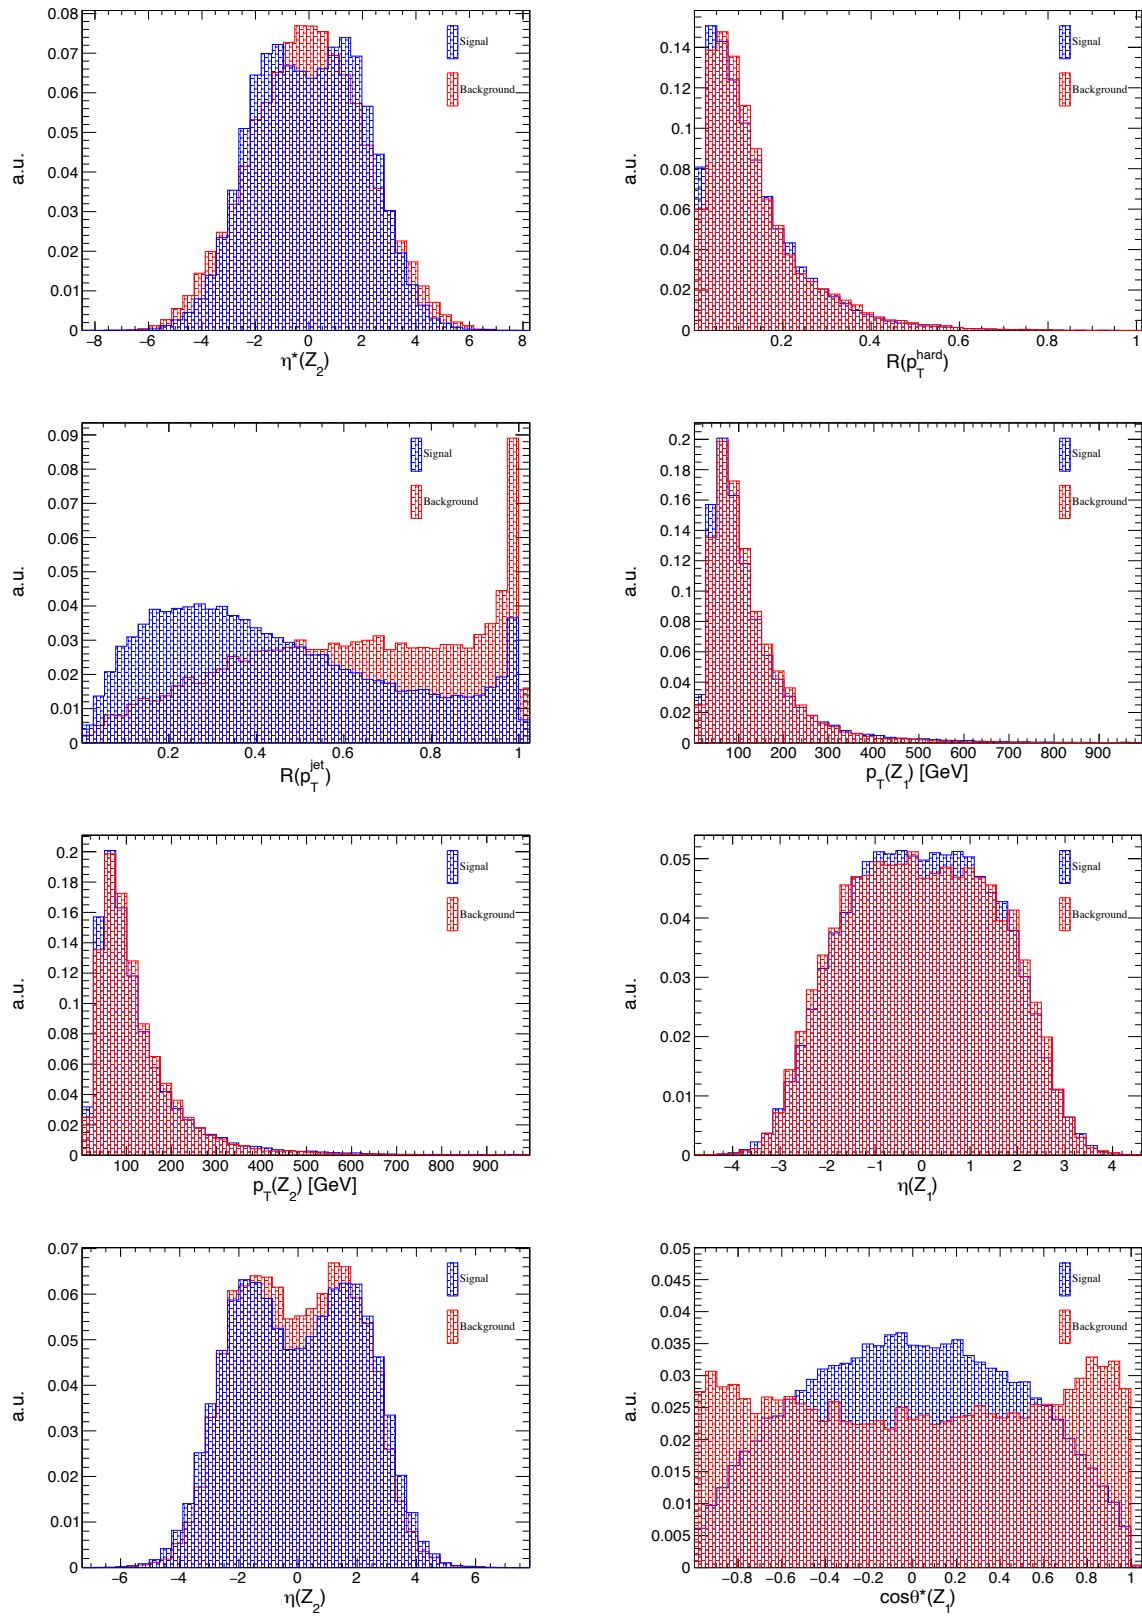 0.08
0.07
0.06
0.05
0.04
0.03
0.02
0.01
0
a.u.
−8 −6 −4 −2 0 2 4 6 8
η*(Z₂)
Signal
Background
0.14
0.12
0.1
0.08
0.06
0.04
0.02
0
a.u.
0.2 0.4 0.6 0.8 1
R(p_T^hard)
Signal
Background
0.09
0.08
0.07
0.06
0.05
0.04
0.03
0.02
0.01
0
a.u.
0.2 0.4 0.6 0.8 1
R(p_T^jet)
Signal
Background
0.2
0.18
0.16
0.14
0.12
0.1
0.08
0.06
0.04
0.02
0
a.u.
100 200 300 400 500 600 700 800 900
p_T(Z₁) [GeV]
Signal
Background
0.2
0.18
0.16
0.14
0.12
0.1
0.08
0.06
0.04
0.02
0
a.u.
100 200 300 400 500 600 700 800 900
p_T(Z₂) [GeV]
Signal
Background
0.05
0.04
0.03
0.02
0.01
0
a.u.
−4 −3 −2 −1 0 1 2 3 4
η(Z₁)
Signal
Background
0.07
0.06
0.05
0.04
0.03
0.02
0.01
0
a.u.
−6 −4 −2 0 2 4 6
η(Z₂)
Signal
Background
0.05
0.045
0.04
0.035
0.03
0.025
0.02
0.015
0.01
0.005
0
a.u.
−0.8 −0.6 −0.4 −0.2 0 0.2 0.4 0.6 0.8 1
cosθ*(Z₁)
Signal
Background